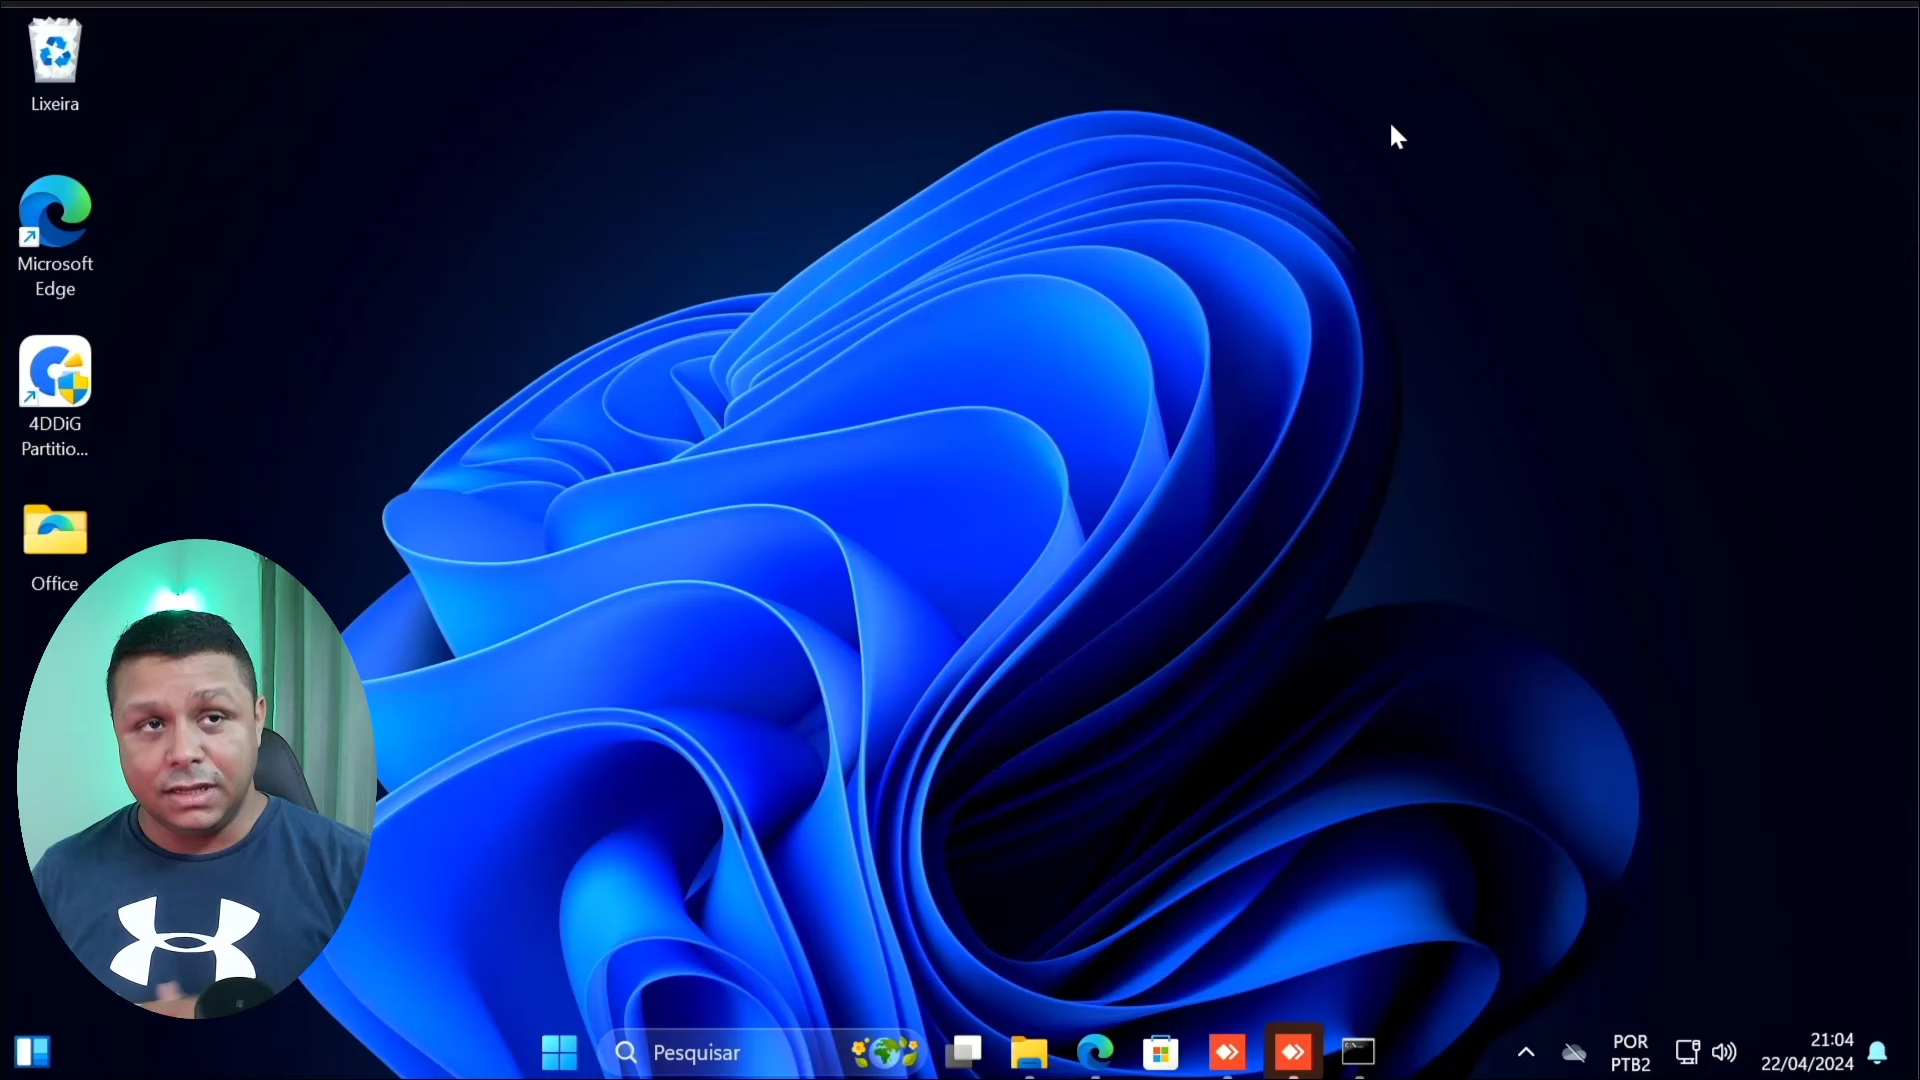 Lixeira
Microsoft
Edge
4DDiG
Partitio...
Office
Pesquisar
POR
PTB2
21:04
22/04/2024